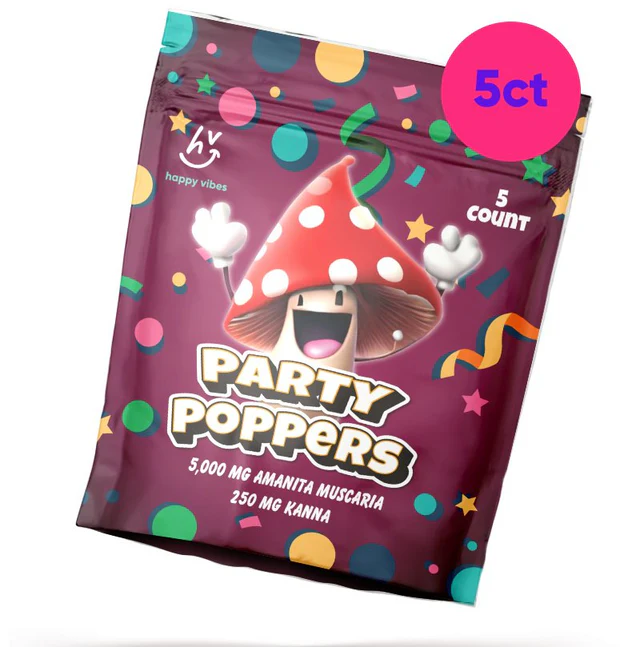 5ct
hv
happy vibes
5
COUNT
PARTY
POPPeRS
5,000 MG AMANITA MUSCARIA
250 MG KANNA